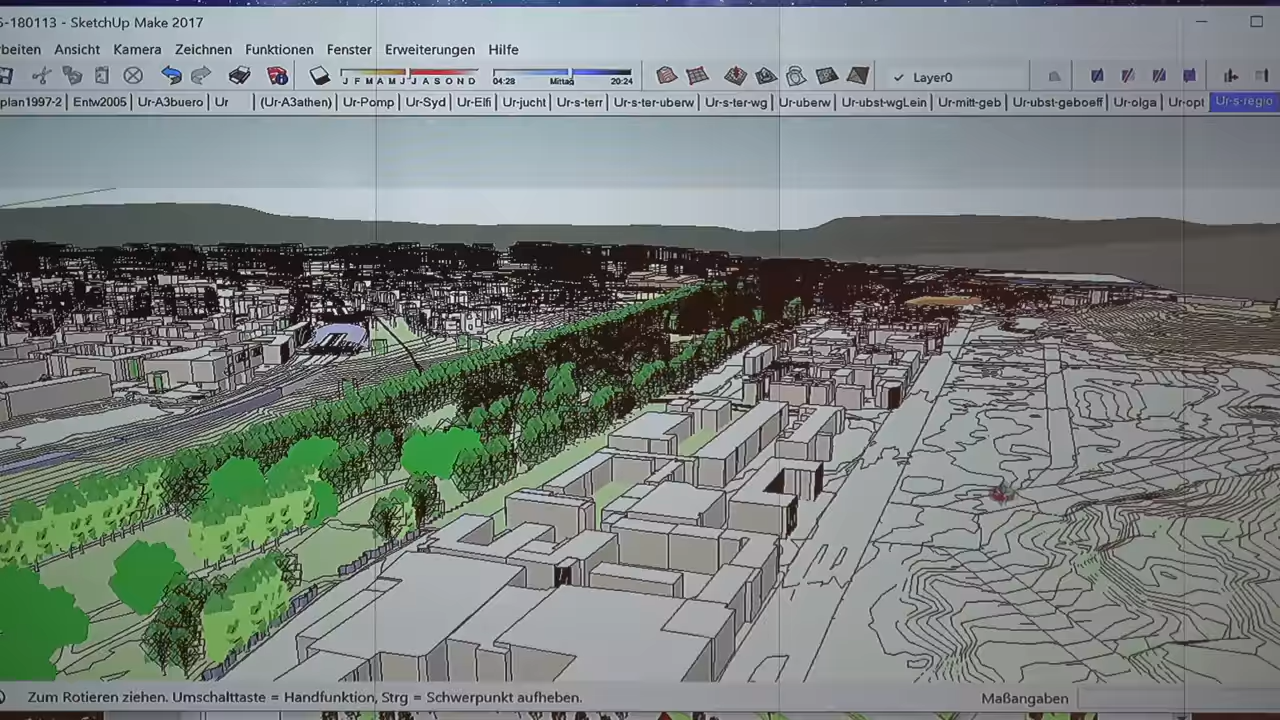 5-180113 - SketchUp Make 2017
beiten Ansicht Kamera Zeichnen Funktionen Fenster Erweiterungen Hilfe
J F M A M J J A S O N D 04:28 Mittag 20:24 Layer0
plan1997-2 | Entw2005 | Ur-A3buero | Ur | (Ur-A3athen) | Ur-Pomp | Ur-Syd | Ur-Elfi | Ur-jucht | Ur-s-terr | Ur-s-ter-uberw | Ur-s-ter-wg | Ur-uberw | Ur-ubst-wgLein | Ur-mitt-geb | Ur-ubst-geboeff | Ur-olga | Ur-opt | Ur-s-regio
Zum Rotieren ziehen. Umschalttaste = Handfunktion, Strg = Schwerpunkt aufheben. Maßangaben